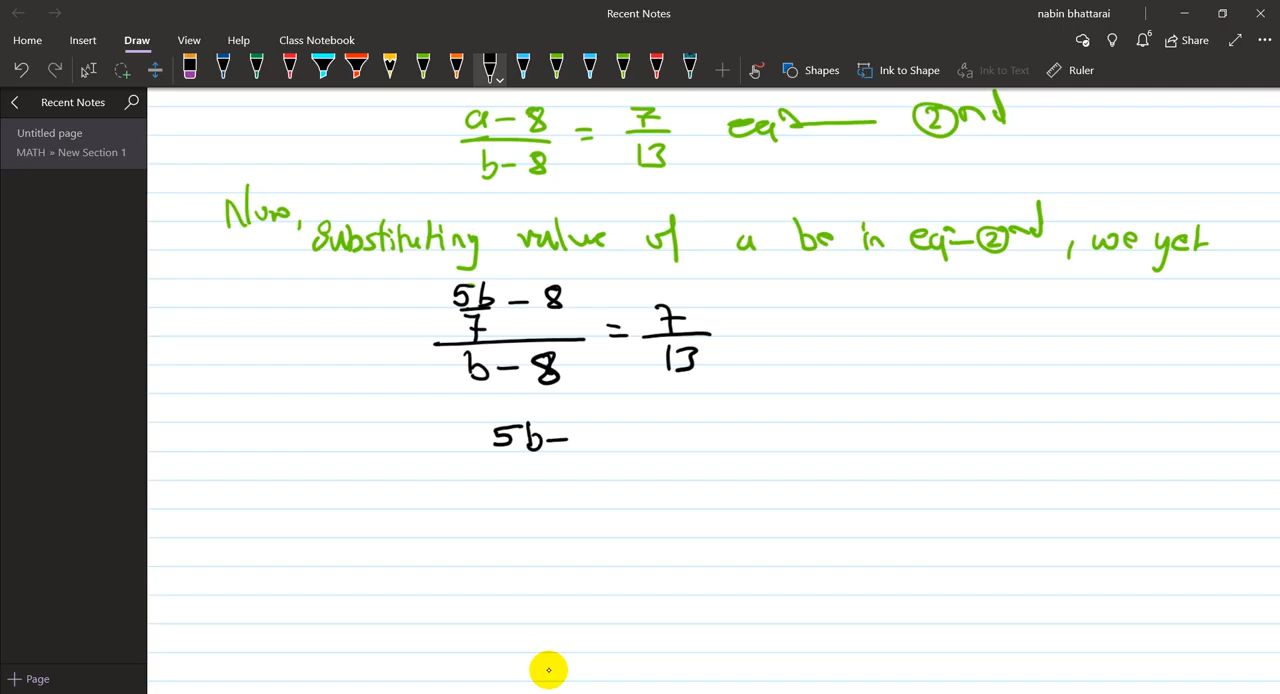 Recent Notes
nabin bhattarai
Home Insert Draw View Help Class Notebook
6 Share
Shapes Ink to Shape Ink to Text Ruler
Recent Notes
Untitled page
MATH » New Section 1
a - 8 / b - 8 = 7 / 13 eqn 2nd
Now, substituting value of a be in eqn 2nd, we get
5b / 7 - 8 / b - 8 = 7 / 13
5b -
Page